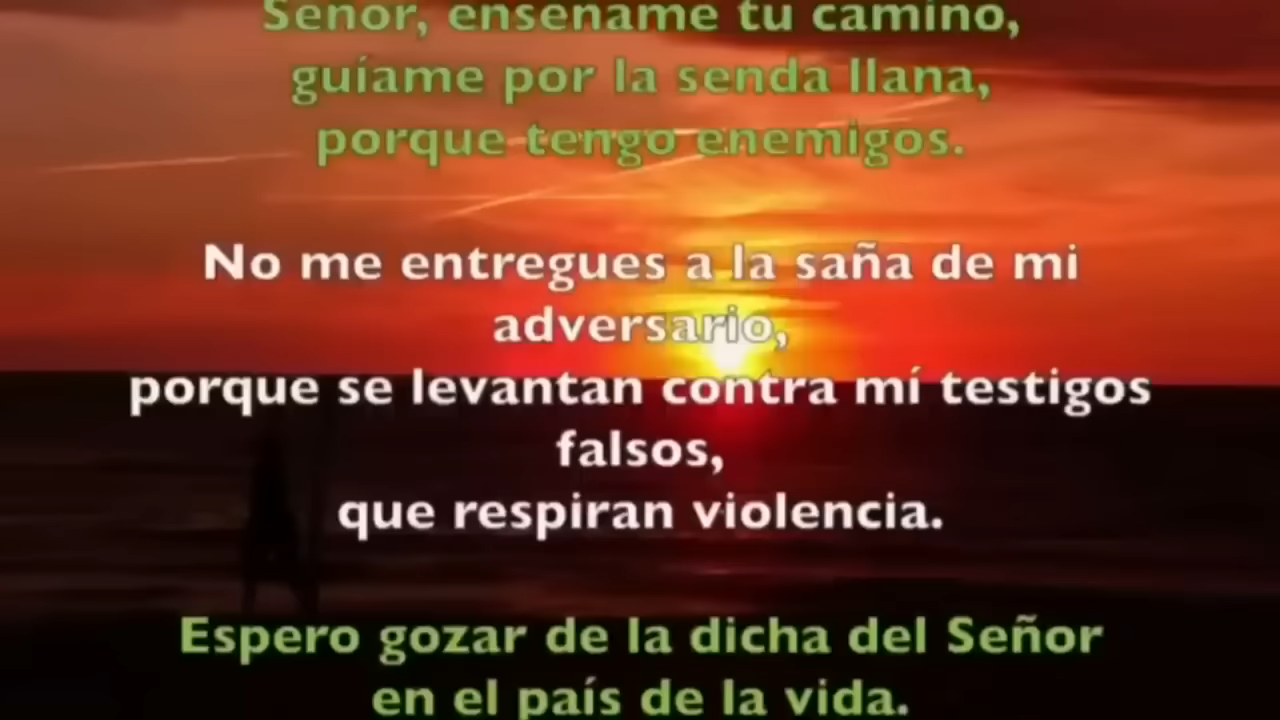 Señor, enséñame tu camino,
guíame por la senda llana,
porque tengo enemigos.
No me entregues a la saña de mi
adversario,
porque se levantan contra mí testigos
falsos,
que respiran violencia.
Espero gozar de la dicha del Señor
en el país de la vida.